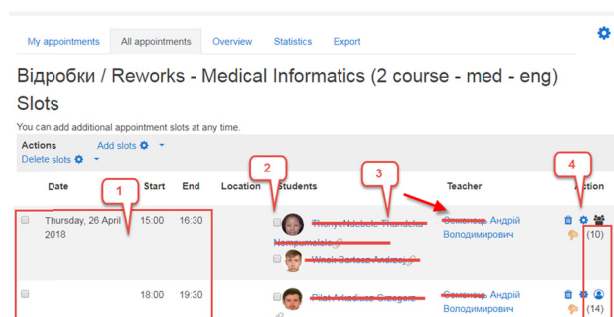 My appointments All appointments Overview Statistics Export
Відробки / Reworks - Medical Informatics (2 course - med - eng)
Slots
You can add additional appointment slots at any time.
Actions Add slots
Delete slots
2 3 4
Date Start End Location Students Teacher Action
1
Thursday, 26 April 15:00 16:30 Андрій
2018 Володимирович (10)
18:00 19:30 Андрій
Володимирович (14)